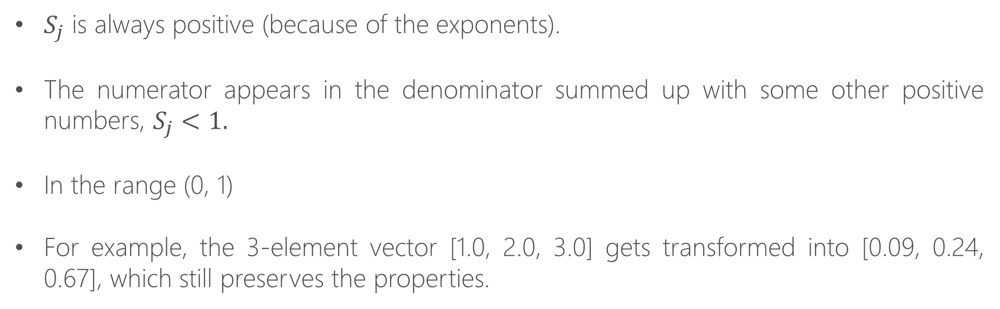 • Sⱼ is always positive (because of the exponents).
• The numerator appears in the denominator summed up with some other positive
numbers, Sⱼ < 1.
• In the range (0, 1)
• For example, the 3-element vector [1.0, 2.0, 3.0] gets transformed into [0.09, 0.24,
0.67], which still preserves the properties.